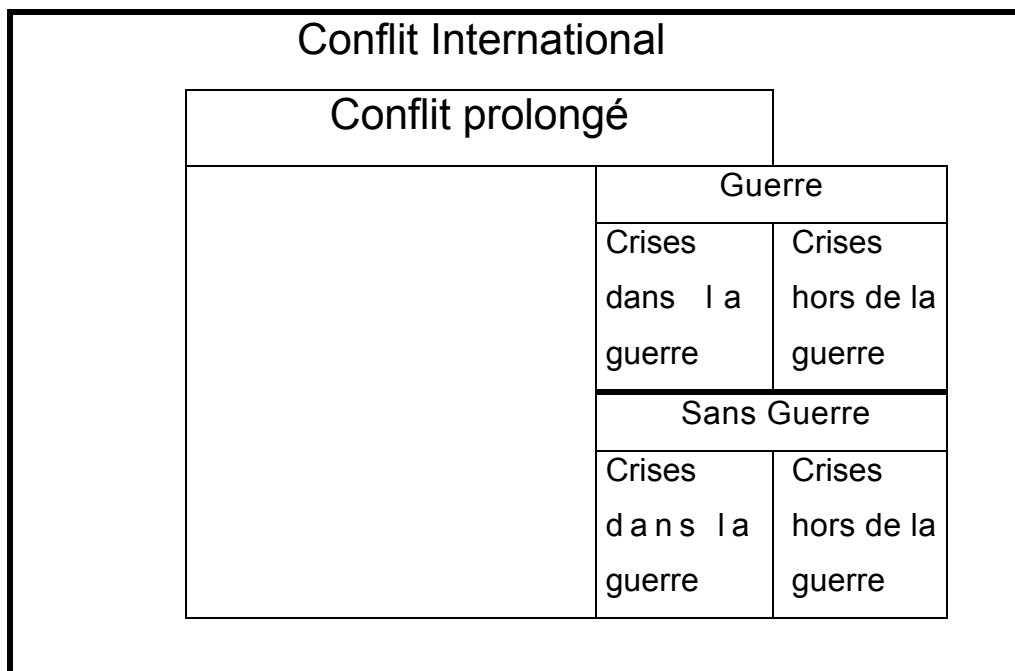 Conflit International
Conflit prolongé
Guerre
Crises
dans la
guerre
Crises
hors de la
guerre
Sans Guerre
Crises
dans la
guerre
Crises
hors de la
guerre